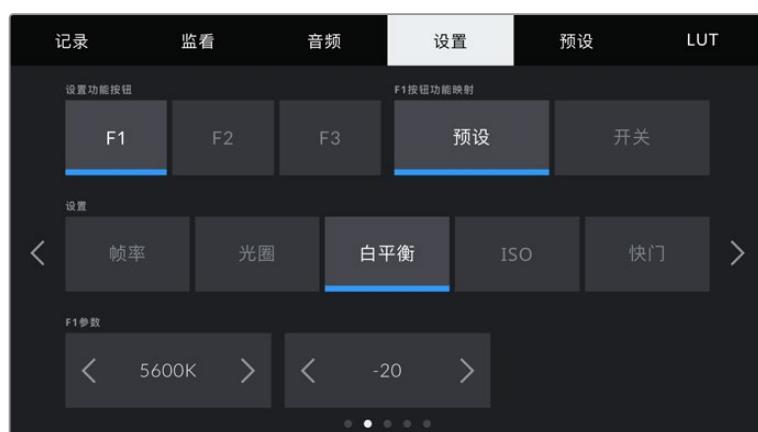 记录 监看 音频 设置 预设 LUT
设置功能按钮 F1按钮功能映射
F1 F2 F3 预设 开关
设置
帧率 光圈 白平衡 ISO 快门
F1参数
5600K -20